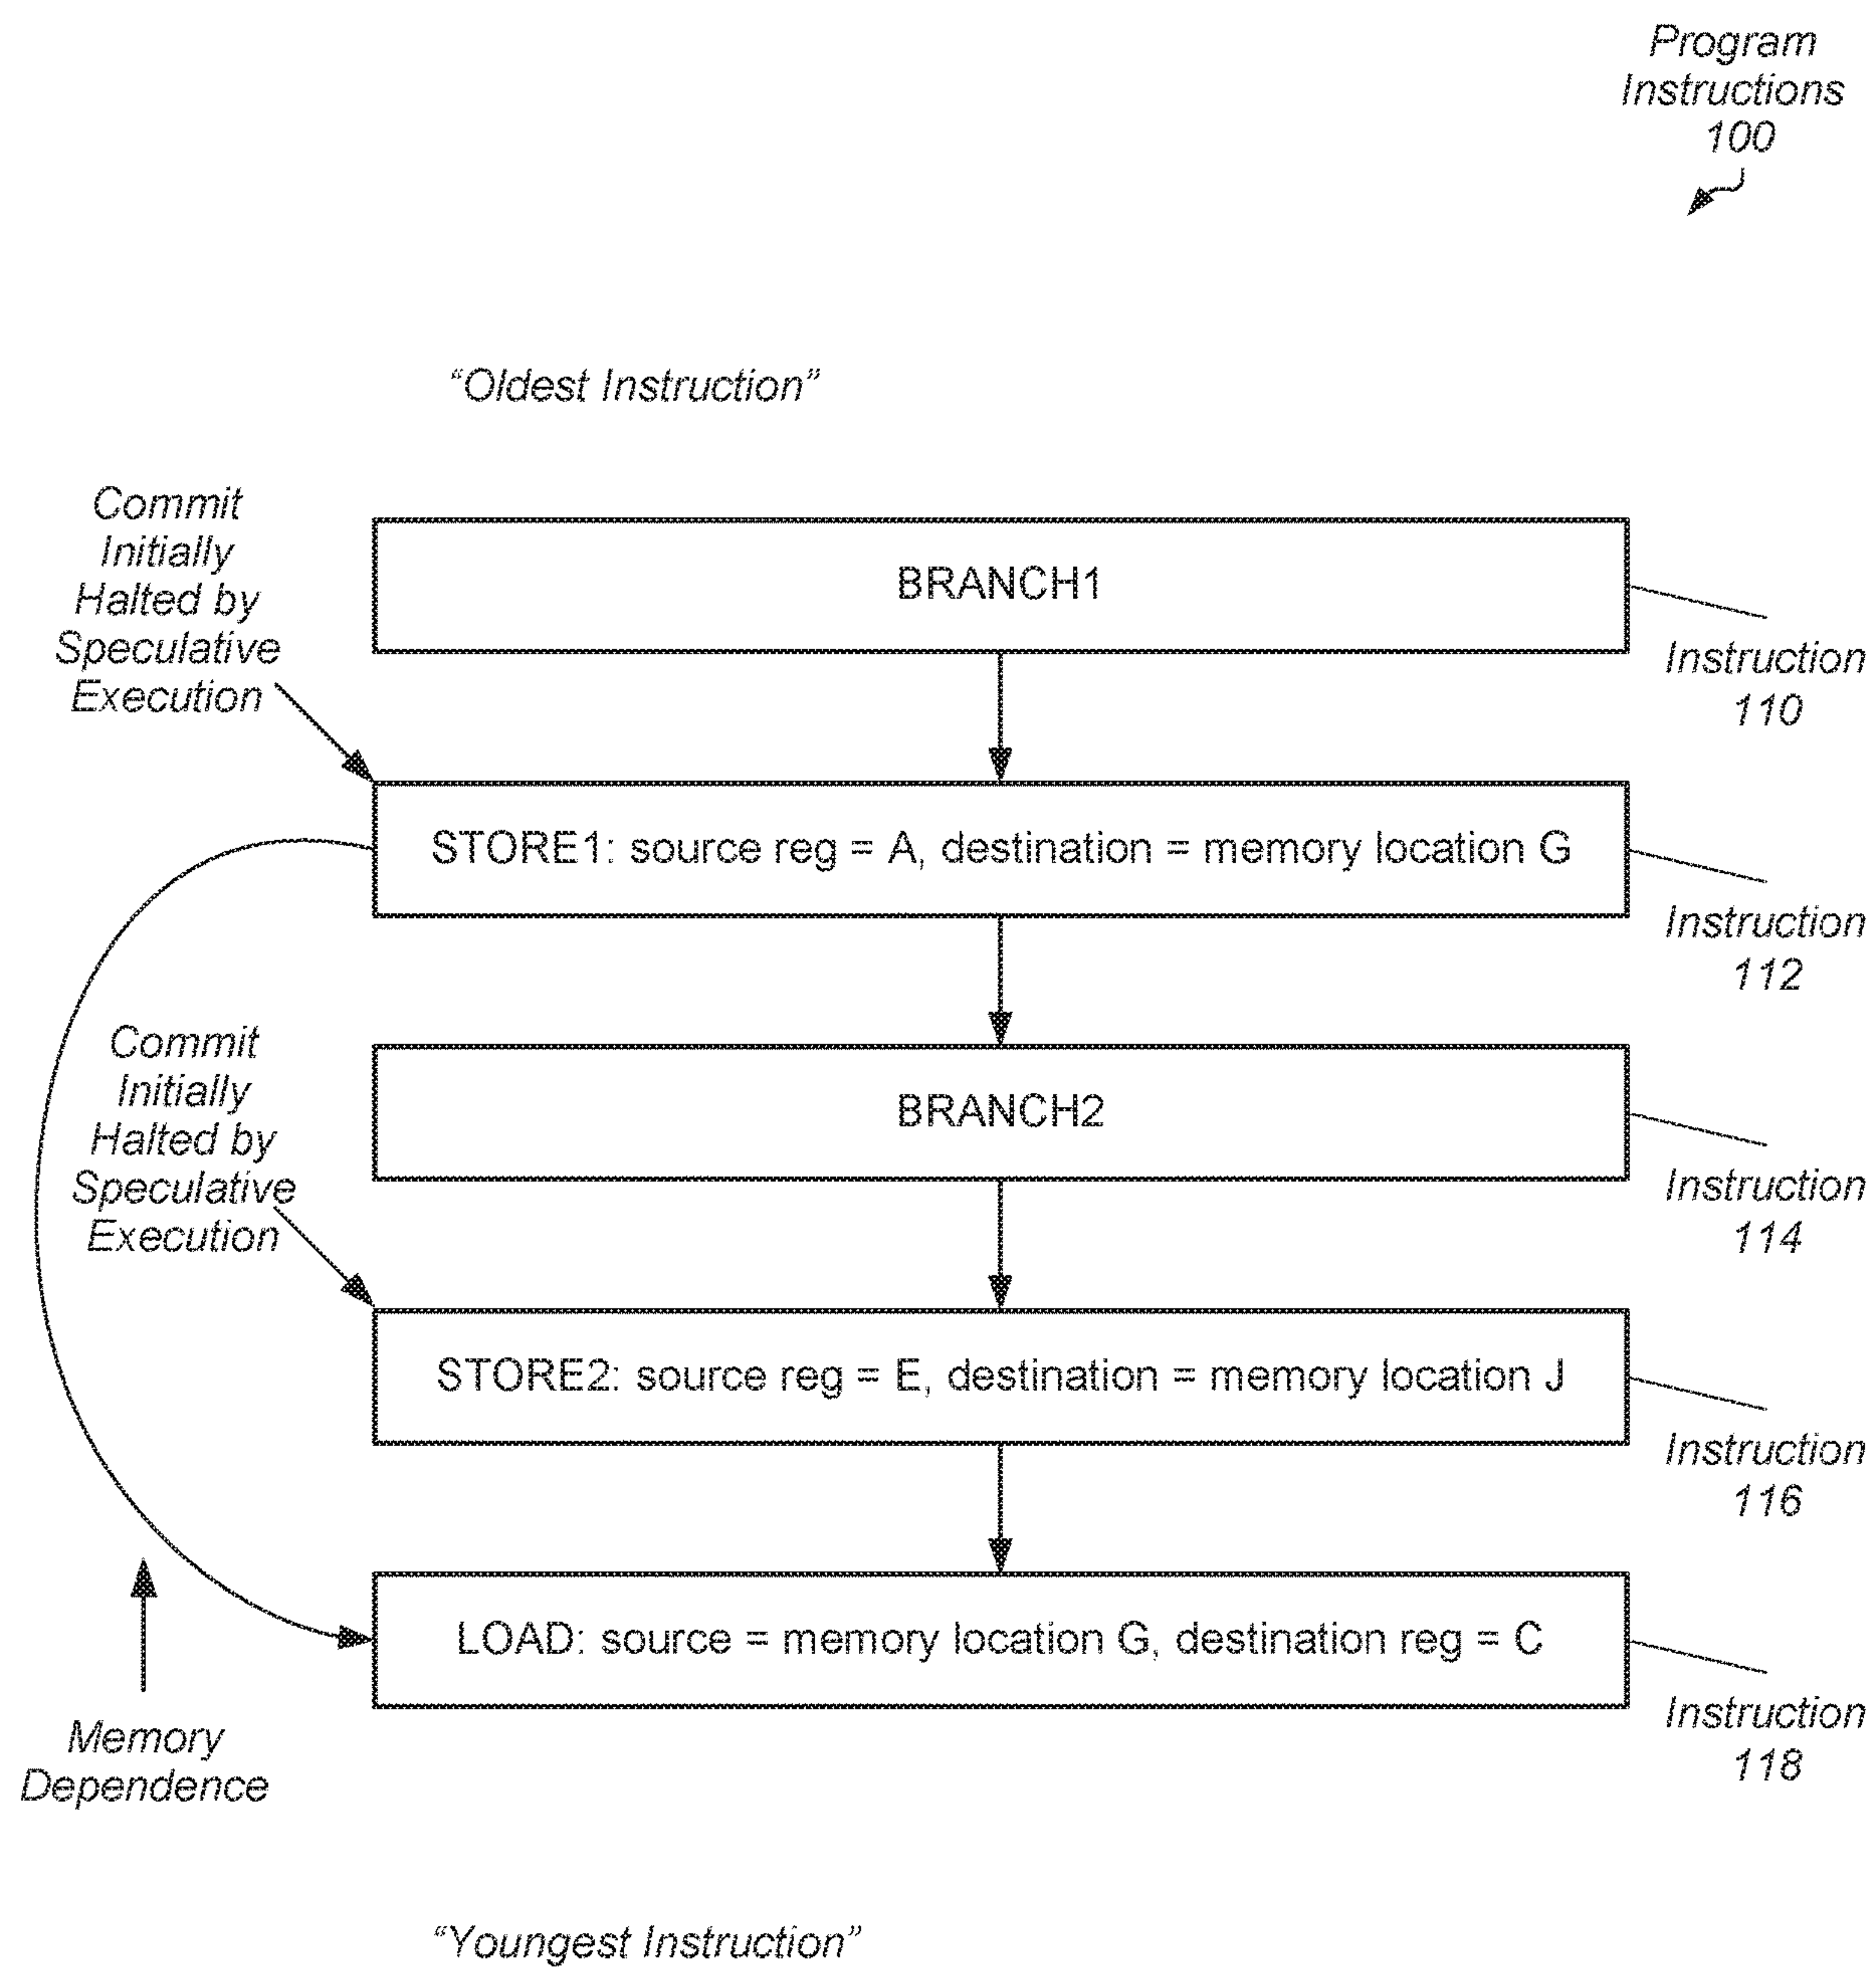 Program
Instructions
100
“Oldest Instruction”
Commit
Initially
Halted by
Speculative
Execution
BRANCH1
Instruction
110
STORE1: source reg = A, destination = memory location G
Instruction
112
Commit
Initially
Halted by
Speculative
Execution
BRANCH2
Instruction
114
STORE2: source reg = E, destination = memory location J
Instruction
116
LOAD: source = memory location G, destination reg = C
Instruction
118
Memory
Dependence
“Youngest Instruction”